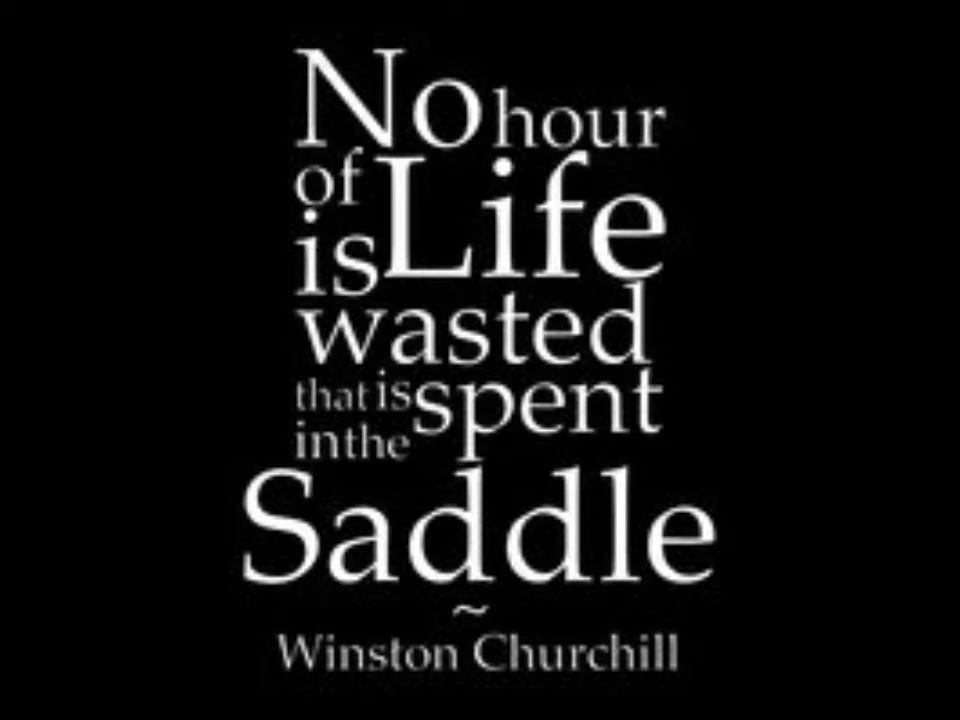 No hour
of Life
is
wasted
that is spent
in the
Saddle
~
Winston Churchill